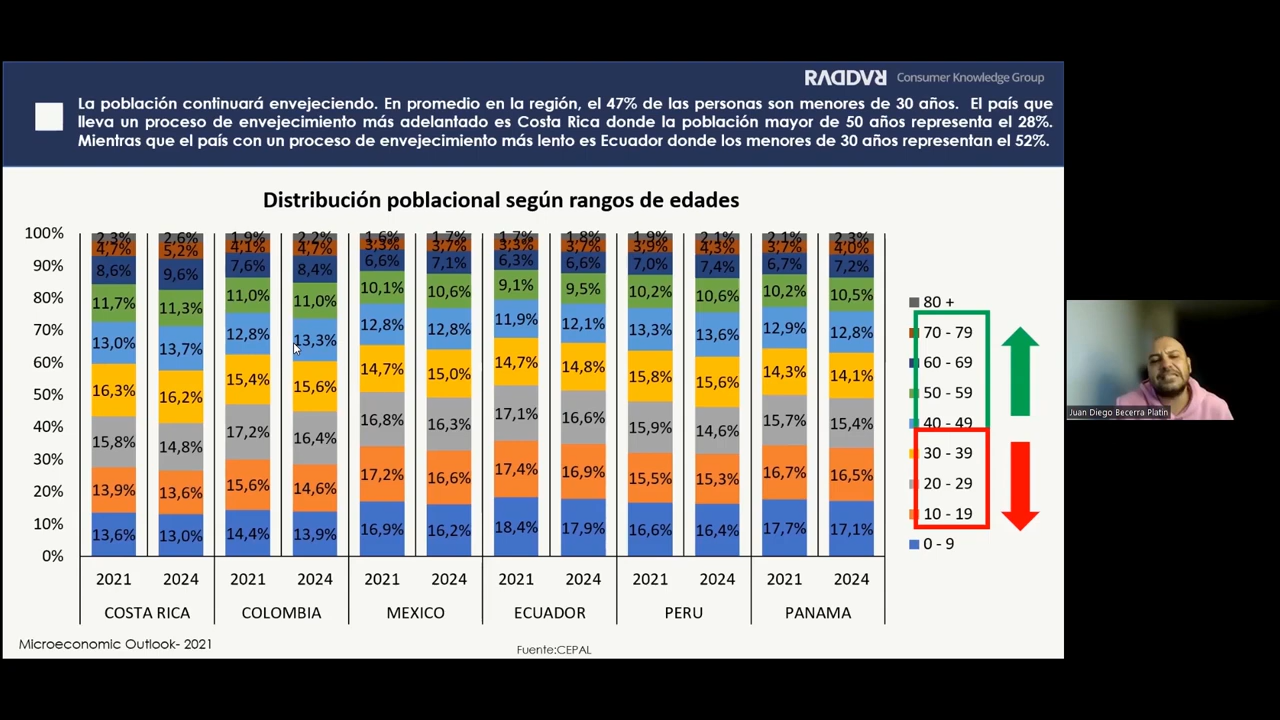 RADDAR Consumer Knowledge Group
La población continuará envejeciendo. En promedio en la región, el 47% de las personas son menores de 30 años. El país que
lleva un proceso de envejecimiento más adelantado es Costa Rica donde la población mayor de 50 años representa el 28%.
Mientras que el país con un proceso de envejecimiento más lento es Ecuador donde los menores de 30 años representan el 52%.
Distribución poblacional según rangos de edades
100% 2,3% 2,6% 1,9% 2,2% 1,6% 1,7% 1,7% 1,8% 1,9% 2,1% 2,1% 2,3%
4,7% 5,2% 4,1% 4,7% 3,3% 3,7% 3,3% 3,7% 3,9% 4,3% 3,7% 4,0%
90% 8,6% 9,6% 7,6% 8,4% 6,6% 7,1% 6,3% 6,6% 7,0% 7,4% 6,7% 7,2%
80% 11,7% 11,3% 11,0% 11,0% 10,1% 10,6% 9,1% 9,5% 10,2% 10,6% 10,2% 10,5%
70% 13,0% 13,7% 12,8% 13,3% 12,8% 12,8% 11,9% 12,1% 13,3% 13,6% 12,9% 12,8%
60%
50% 16,3% 16,2% 15,4% 15,6% 14,7% 15,0% 14,7% 14,8% 15,8% 15,6% 14,3% 14,1%
40% 15,8% 14,8% 17,2% 16,4% 16,8% 16,3% 17,1% 16,6% 15,9% 14,6% 15,7% 15,4%
30%
20% 13,9% 13,6% 15,6% 14,6% 17,2% 16,6% 17,4% 16,9% 15,5% 15,3% 16,7% 16,5%
10% 13,6% 13,0% 14,4% 13,9% 16,9% 16,2% 18,4% 17,9% 16,6% 16,4% 17,7% 17,1%
0%
2021 2024 2021 2024 2021 2024 2021 2024 2021 2024 2021 2024
COSTA RICA COLOMBIA MEXICO ECUADOR PERU PANAMA
80 +
70 - 79
60 - 69
50 - 59
40 - 49
30 - 39
20 - 29
10 - 19
0 - 9
Juan Diego Becerra Platin
Microeconomic Outlook- 2021
Fuente:CEPAL